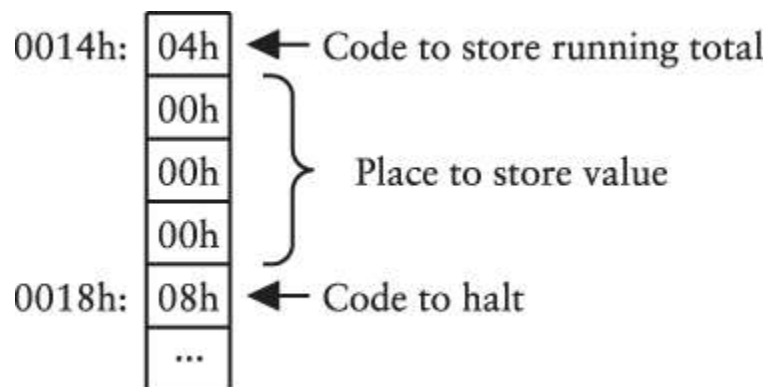 0014h: 04h Code to store running total
00h
00h Place to store value
00h
0018h: 08h Code to halt
...